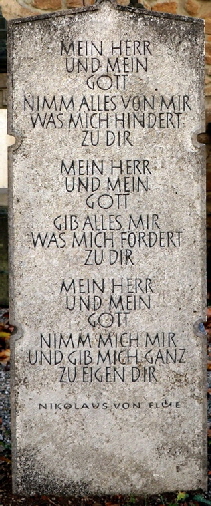 MEIN HERR
UND MEIN
GOTT
NIMM ALLES VON MIR
WAS MICH HINDERT
ZU DIR
MEIN HERR
UND MEIN
GOTT
GIB ALLES MIR
WAS MICH FÖRDERT
ZU DIR
MEIN HERR
UND MEIN
GOTT
NIMM MICH MIR
UND GIB MICH GANZ
ZU EIGEN DIR
NIKOLAUS VON FLÜE